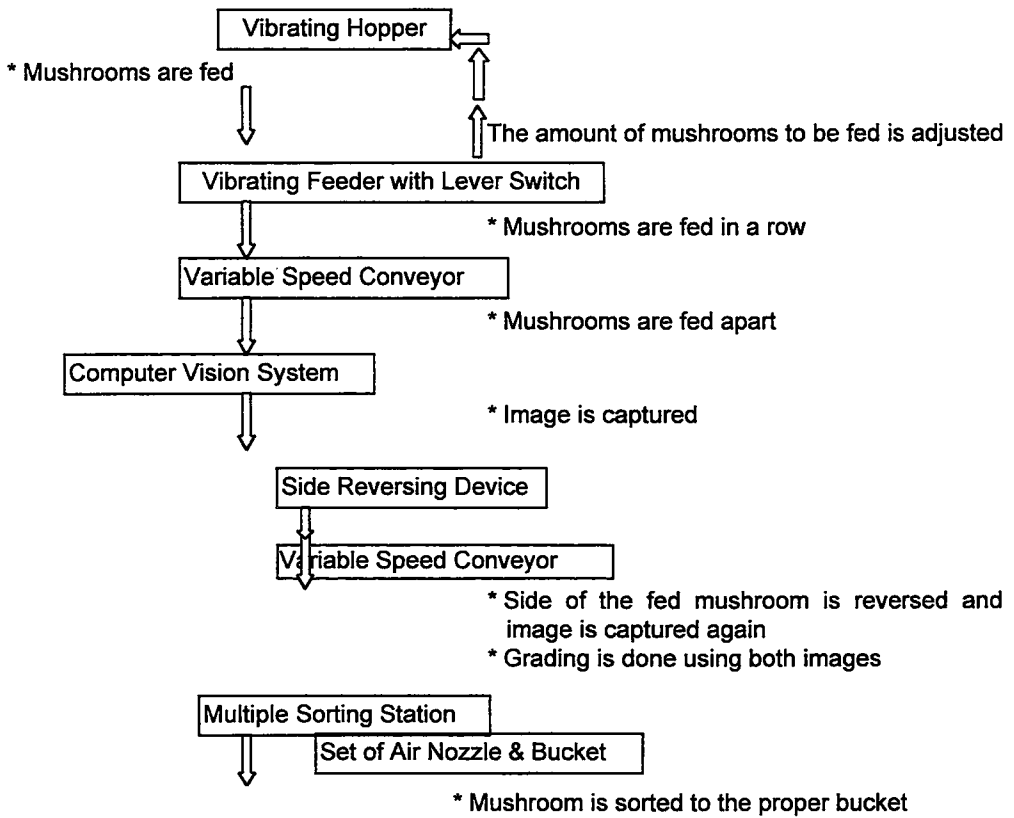 Vibrating Hopper
* Mushrooms are fed
The amount of mushrooms to be fed is adjusted
Vibrating Feeder with Lever Switch
* Mushrooms are fed in a row
Variable Speed Conveyor
* Mushrooms are fed apart
Computer Vision System
* Image is captured
Side Reversing Device
Variable Speed Conveyor
* Side of the fed mushroom is reversed and
image is captured again
* Grading is done using both images
Multiple Sorting Station
Set of Air Nozzle & Bucket
* Mushroom is sorted to the proper bucket